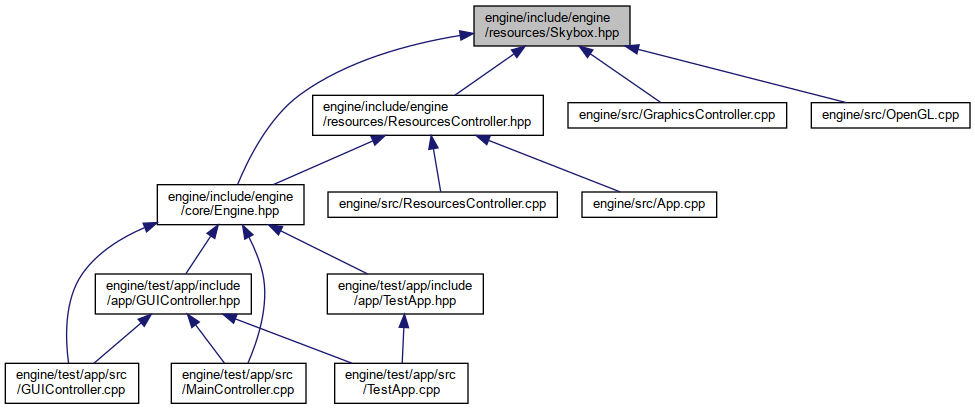 engine/include/engine
/resources/Skybox.hpp
engine/include/engine
/resources/ResourcesController.hpp
engine/src/GraphicsController.cpp
engine/src/OpenGL.cpp
engine/include/engine
/core/Engine.hpp
engine/src/ResourcesController.cpp
engine/src/App.cpp
engine/test/app/include
/app/GUIController.hpp
engine/test/app/include
/app/TestApp.hpp
engine/test/app/src
/GUIController.cpp
engine/test/app/src
/MainController.cpp
engine/test/app/src
/TestApp.cpp